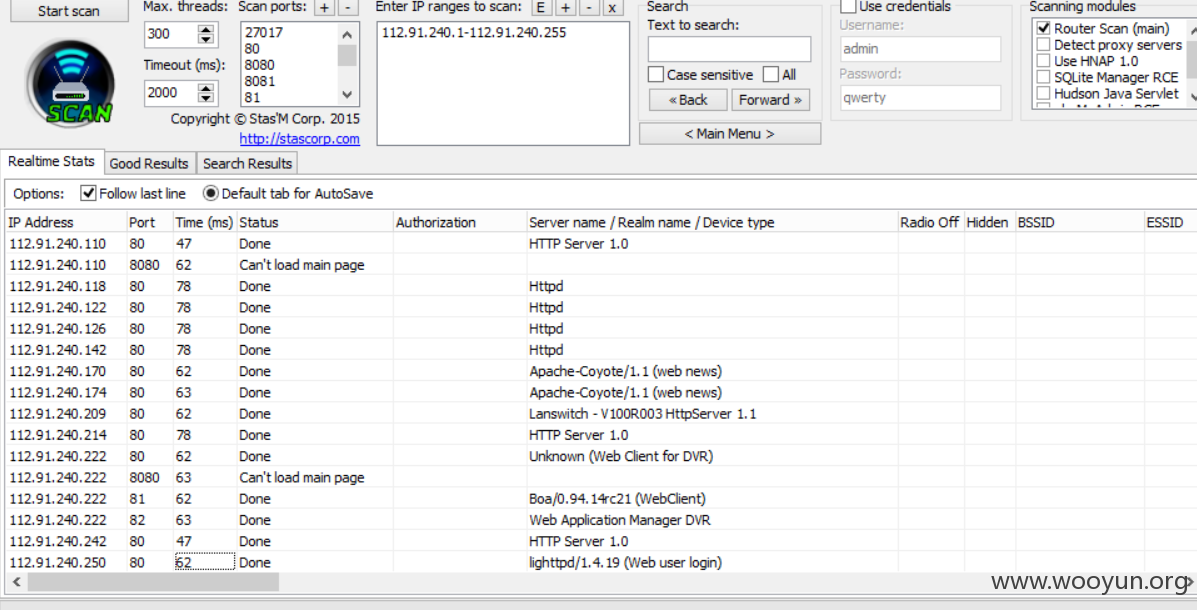 Start scan
Max. threads:
300
Timeout (ms):
2000
Scan ports: + -
27017
80
8080
8081
81
Enter IP ranges to scan: E + - x
112.91.240.1-112.91.240.255
Search
Text to search:
Case sensitive All
«Back Forward »
< Main Menu >
Use credentials
Username:
admin
Password:
qwerty
Scanning modules
Router Scan (main)
Detect proxy servers
Use HNAP 1.0
SQLite Manager RCE
Hudson Java Servlet
SCAN
Copyright © Stas'M Corp. 2015
http://stascorp.com
Realtime Stats Good Results Search Results
Options: Follow last line Default tab for AutoSave
IP Address Port Time (ms) Status Authorization Server name / Realm name / Device type Radio Off Hidden BSSID ESSID
112.91.240.110 80 47 Done HTTP Server 1.0
112.91.240.110 8080 62 Can't load main page
112.91.240.118 80 78 Done Httpd
112.91.240.122 80 78 Done Httpd
112.91.240.126 80 78 Done Httpd
112.91.240.142 80 78 Done Httpd
112.91.240.170 80 62 Done Apache-Coyote/1.1 (web news)
112.91.240.174 80 63 Done Apache-Coyote/1.1 (web news)
112.91.240.209 80 62 Done Lanswitch - V100R003 HttpServer 1.1
112.91.240.214 80 78 Done HTTP Server 1.0
112.91.240.222 80 62 Done Unknown (Web Client for DVR)
112.91.240.222 8080 63 Can't load main page
112.91.240.222 81 62 Done Boa/0.94.14rc21 (WebClient)
112.91.240.222 82 63 Done Web Application Manager DVR
112.91.240.242 80 47 Done HTTP Server 1.0
112.91.240.250 80 62 Done lighttpd/1.4.19 (Web user login)
www.wooyun.org